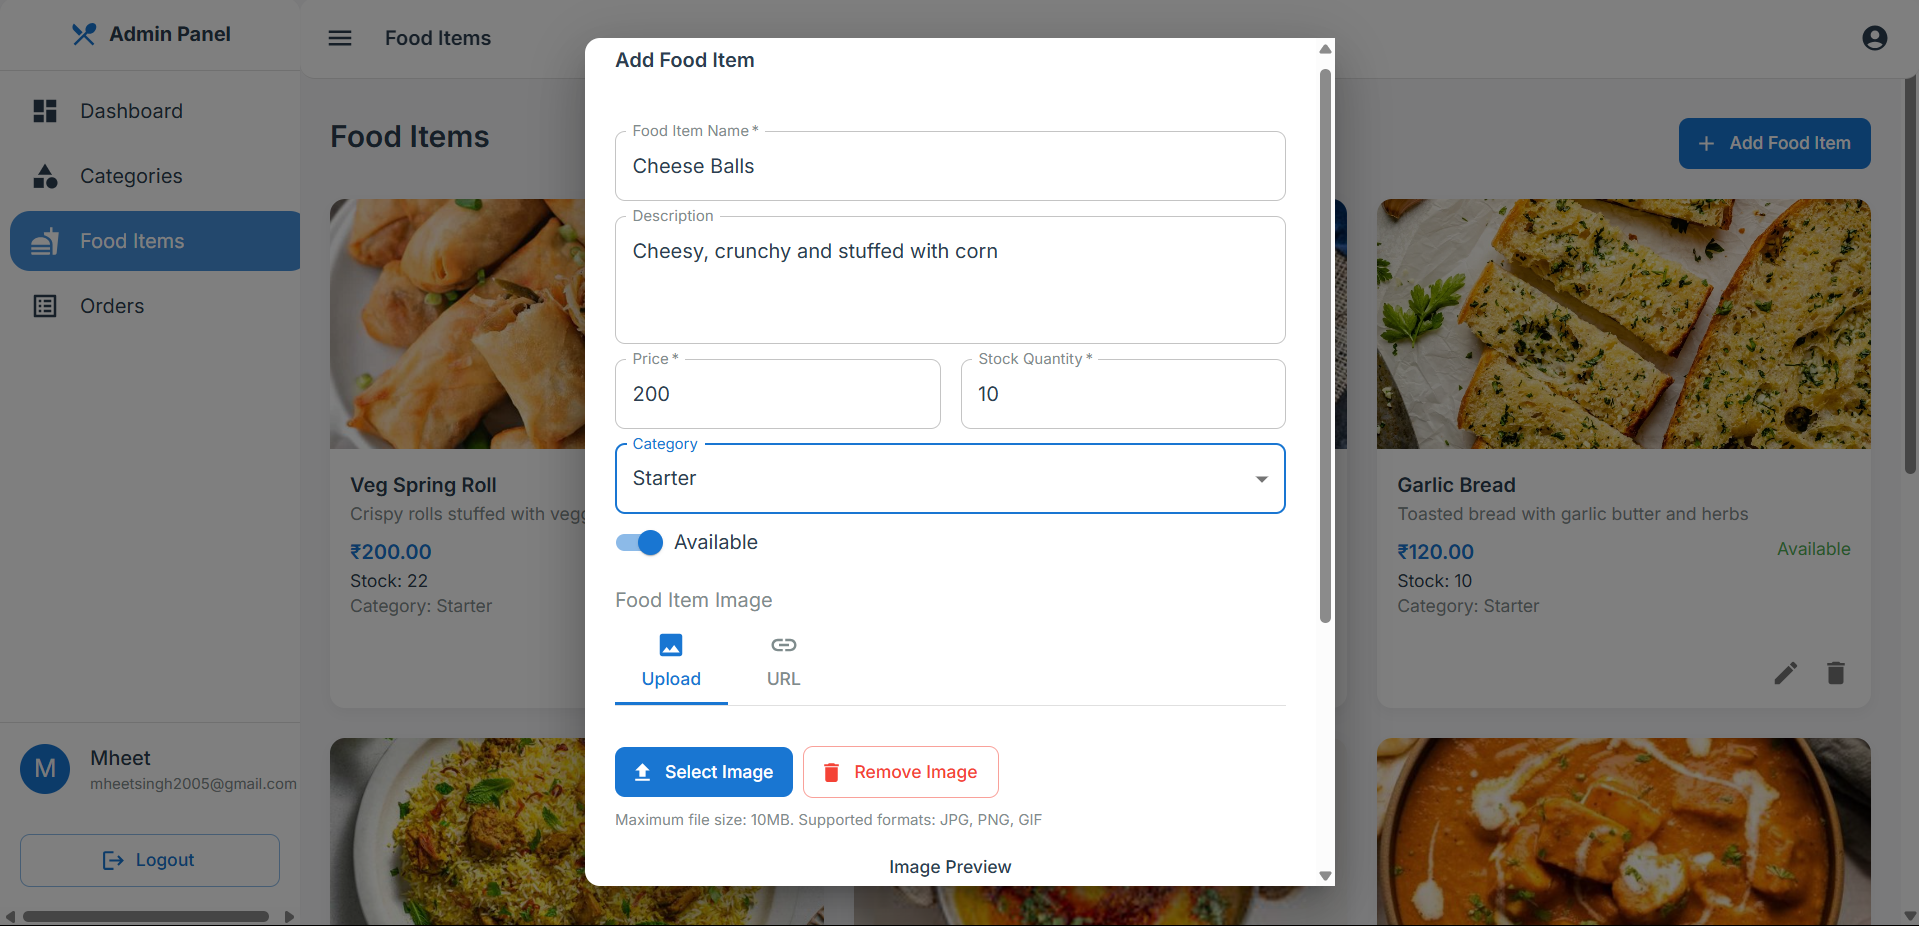 Admin Panel
Food Items
Dashboard
Categories
Food Items
Orders
Mheet
mheetsingh2005@gmail.com
M
Logout
Food Items
Add Food Item
Veg Spring Roll
Crispy rolls stuffed with
₹200.00
Stock: 22
Category: Starter
Garlic Bread
Toasted bread with garlic butter and herbs
₹120.00
Available
Stock: 10
Category: Starter
Add Food Item
Food Item Name *
Cheese Balls
Description
Cheesy, crunchy and stuffed with corn
Price *
200
Stock Quantity *
10
Category
Starter
Available
Food Item Image
Upload
URL
Select Image
Remove Image
Maximum file size: 10MB. Supported formats: JPG, PNG, GIF
Image Preview